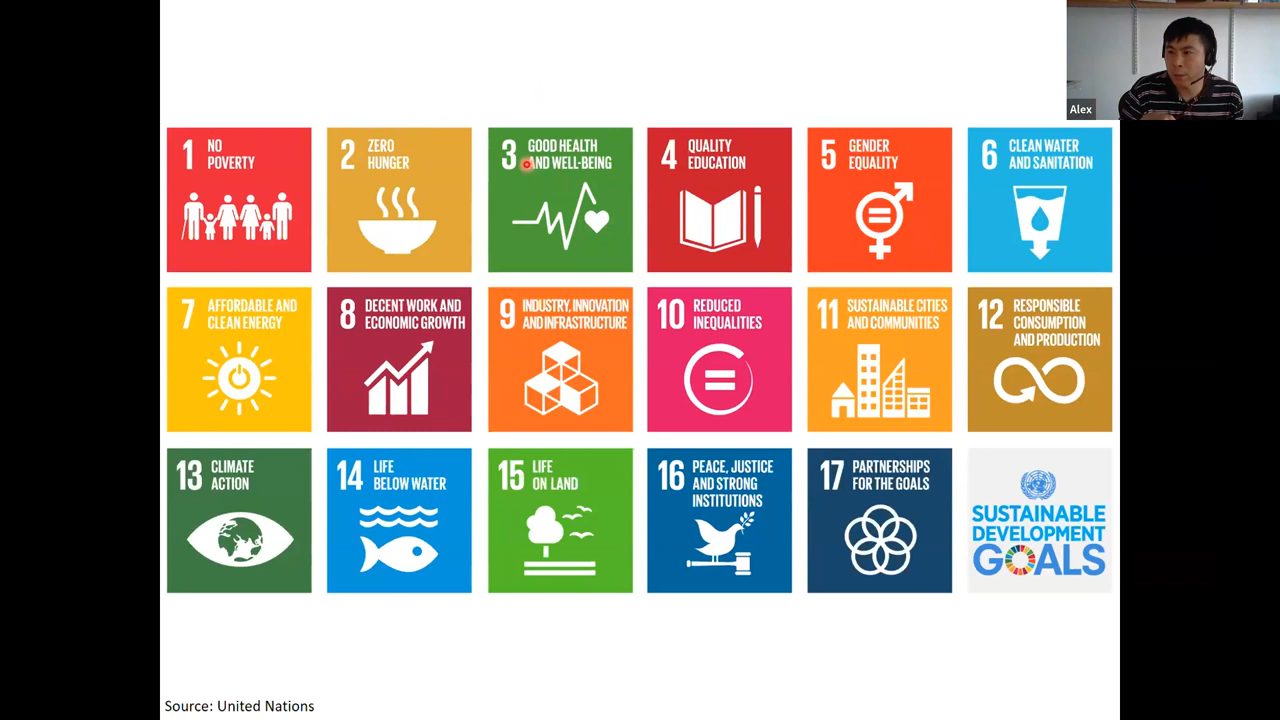 Alex
1 NO
POVERTY
2 ZERO
HUNGER
3 GOOD HEALTH
AND WELL-BEING
4 QUALITY
EDUCATION
5 GENDER
EQUALITY
6 CLEAN WATER
AND SANITATION
7 AFFORDABLE AND
CLEAN ENERGY
8 DECENT WORK AND
ECONOMIC GROWTH
9 INDUSTRY, INNOVATION
AND INFRASTRUCTURE
10 REDUCED
INEQUALITIES
11 SUSTAINABLE CITIES
AND COMMUNITIES
12 RESPONSIBLE
CONSUMPTION
AND PRODUCTION
13 CLIMATE
ACTION
14 LIFE
BELOW WATER
15 LIFE
ON LAND
16 PEACE, JUSTICE
AND STRONG
INSTITUTIONS
17 PARTNERSHIPS
FOR THE GOALS
SUSTAINABLE
DEVELOPMENT
GOALS
Source: United Nations